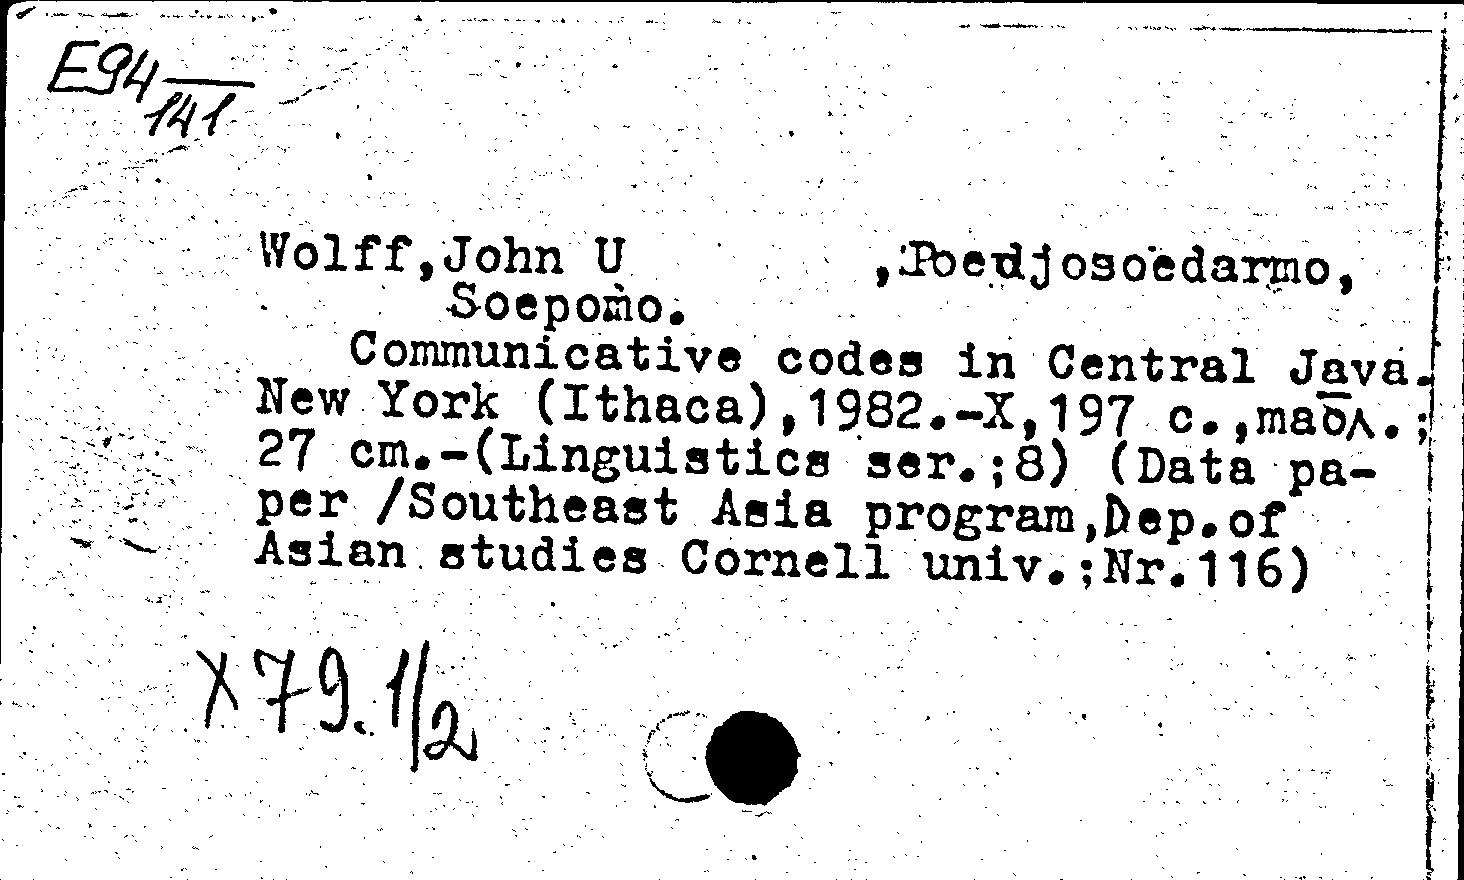 E94
141
Wolff,John U ,Poedjosoedarmo,
Soepomo.
Communicative codes in Central Java.
New York (Ithaca),1982.-X,197 c.,табл.;
27 cm.-(Linguistics ser.;8) (Data pa-
per /Southeast Asia program,Dep.of
Asian studies Cornell univ.;Nr.116)
X79.1/2